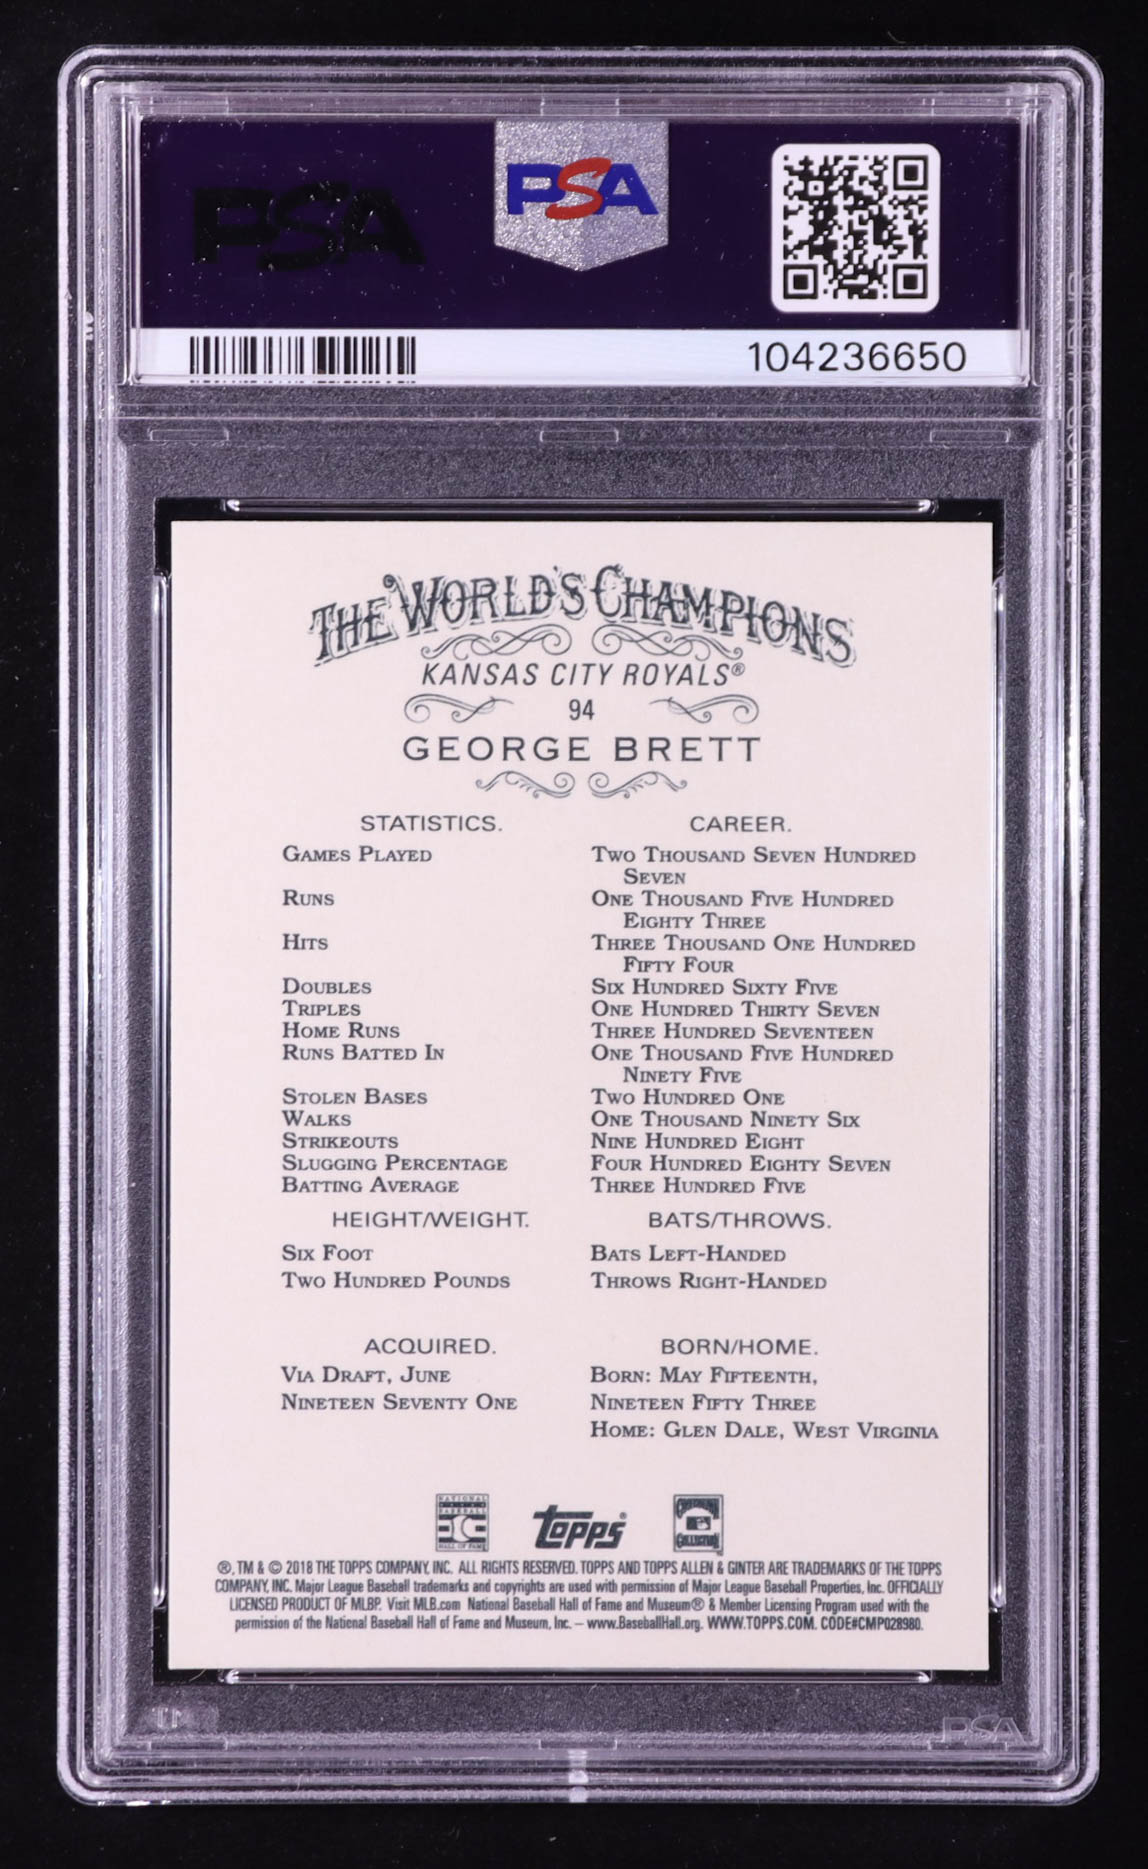 PSA
PSA
104236650
THE WORLD'S CHAMPIONS
KANSAS CITY ROYALS®
94
GEORGE BRETT
STATISTICS. CAREER.
GAMES PLAYED TWO THOUSAND SEVEN HUNDRED
SEVEN
RUNS ONE THOUSAND FIVE HUNDRED
EIGHTY THREE
HITS THREE THOUSAND ONE HUNDRED
FIFTY FOUR
DOUBLES SIX HUNDRED SIXTY FIVE
TRIPLES ONE HUNDRED THIRTY SEVEN
HOME RUNS THREE HUNDRED SEVENTEEN
RUNS BATTED IN ONE THOUSAND FIVE HUNDRED
NINETY FIVE
STOLEN BASES TWO HUNDRED ONE
WALKS ONE THOUSAND NINETY SIX
STRIKEOUTS NINE HUNDRED EIGHT
SLUGGING PERCENTAGE FOUR HUNDRED EIGHTY SEVEN
BATTING AVERAGE THREE HUNDRED FIVE
HEIGHT/WEIGHT. BATS/THROWS.
SIX FOOT BATS LEFT-HANDED
TWO HUNDRED POUNDS THROWS RIGHT-HANDED
ACQUIRED. BORN/HOME.
VIA DRAFT, JUNE BORN: MAY FIFTEENTH,
NINETEEN SEVENTY ONE NINETEEN FIFTY THREE
HOME: GLEN DALE, WEST VIRGINIA
NATIONAL BASEBALL HALL OF FAME topps COOPERSTOWN COLLECTION
®, TM & © 2018 THE TOPPS COMPANY, INC. ALL RIGHTS RESERVED. TOPPS AND TOPPS ALLEN & GINTER ARE TRADEMARKS OF THE TOPPS
COMPANY, INC. Major League Baseball trademarks and copyrights are used with permission of Major League Baseball Properties, Inc. OFFICIALLY
LICENSED PRODUCT OF MLBP. Visit MLB.com National Baseball Hall of Fame and Museum® & Member Licensing Program used with the
permission of the National Baseball Hall of Fame and Museum, Inc. – www.BaseballHall.org. WWW.TOPPS.COM. CODE#CMP028980.
PSA